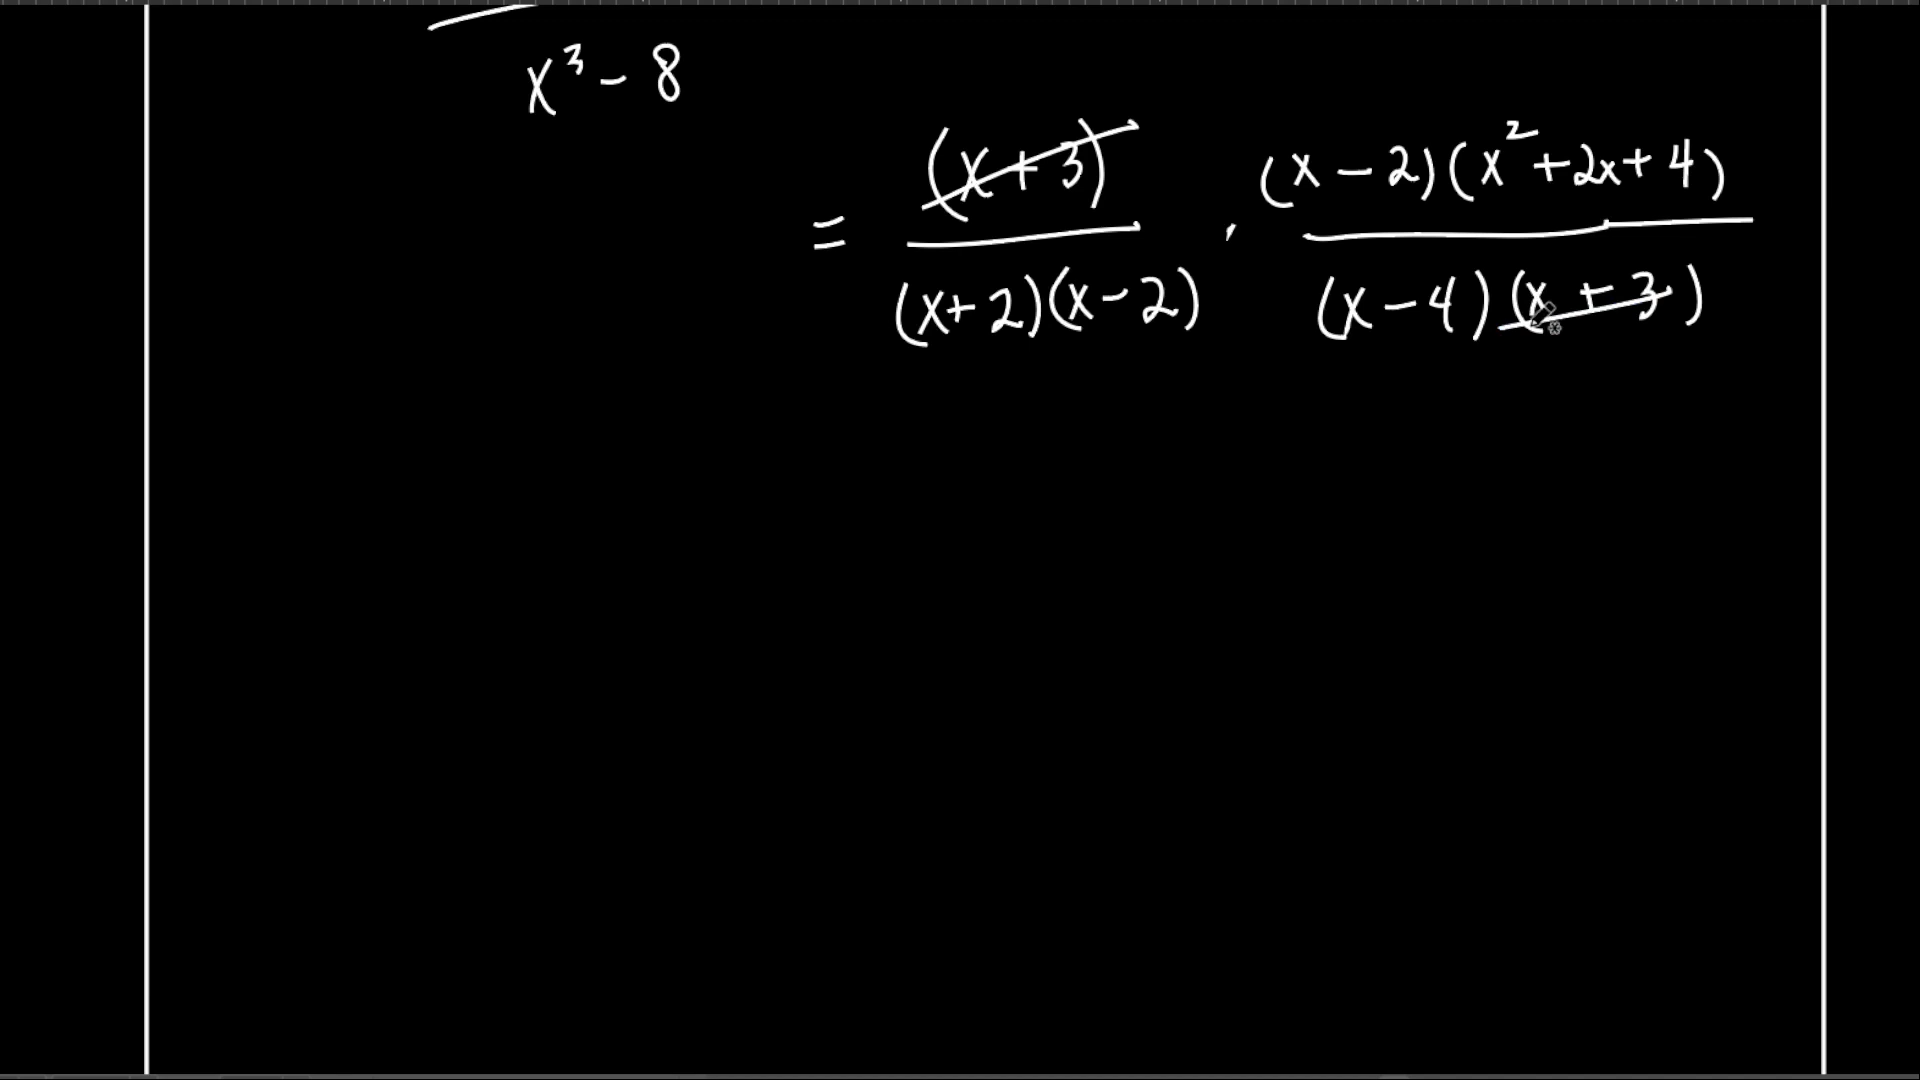 x³ - 8
(x + 3) (x - 2)(x² + 2x + 4)
= ·
(x + 2)(x - 2) (x - 4)(x + 3)